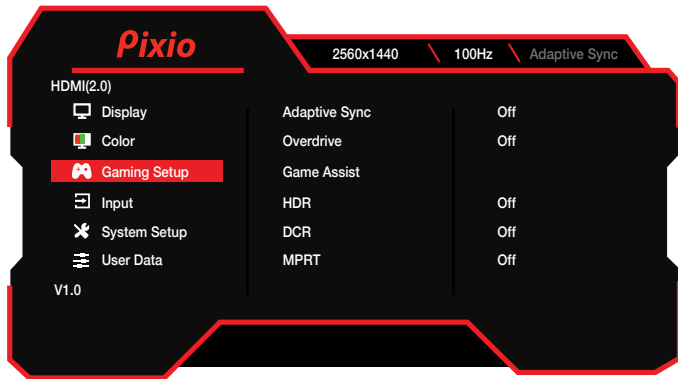 Pixio
2560x1440 \ 100Hz \ Adaptive Sync
HDMI(2.0)
Display Adaptive Sync Off
Color Overdrive Off
Gaming Setup Game Assist
Input HDR Off
System Setup DCR Off
User Data MPRT Off
V1.0